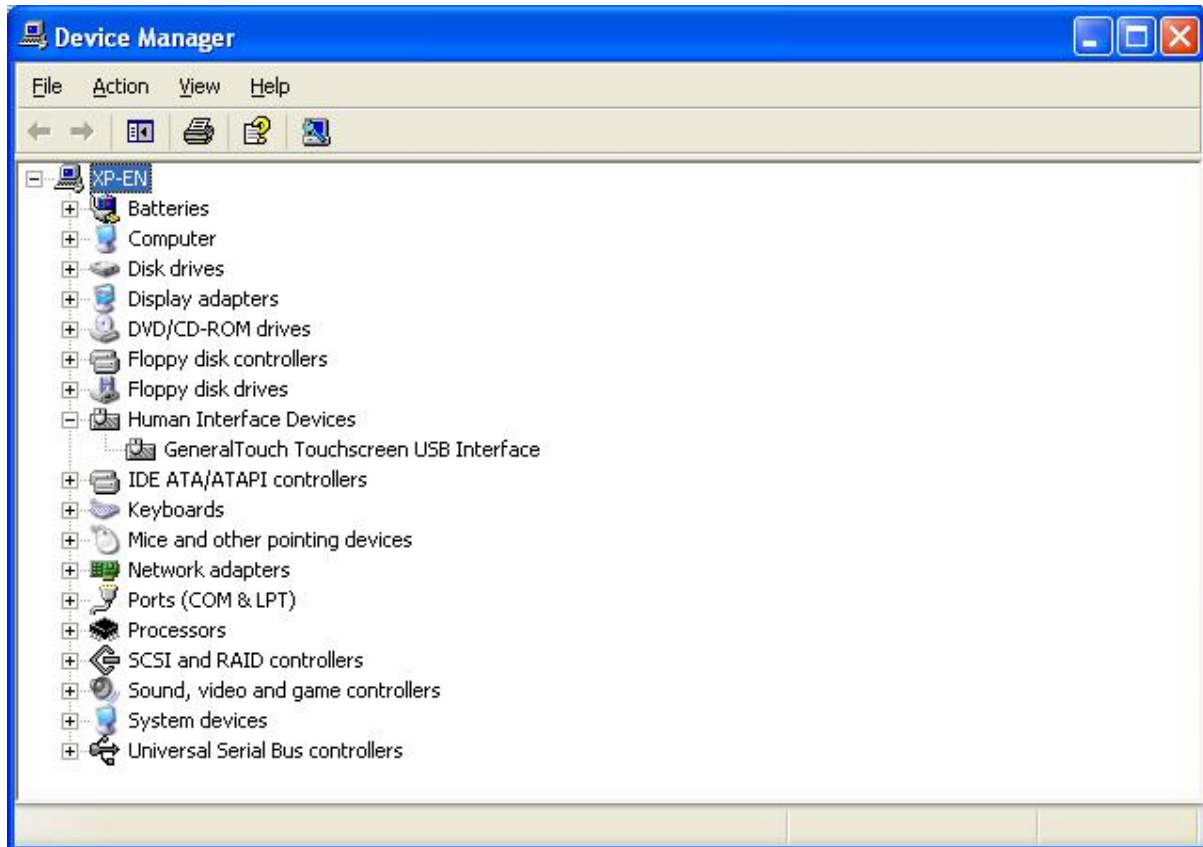 Device Manager
File Action View Help
XP-EN
Batteries
Computer
Disk drives
Display adapters
DVD/CD-ROM drives
Floppy disk controllers
Floppy disk drives
Human Interface Devices
GeneralTouch Touchscreen USB Interface
IDE ATA/ATAPI controllers
Keyboards
Mice and other pointing devices
Network adapters
Ports (COM & LPT)
Processors
SCSI and RAID controllers
Sound, video and game controllers
System devices
Universal Serial Bus controllers